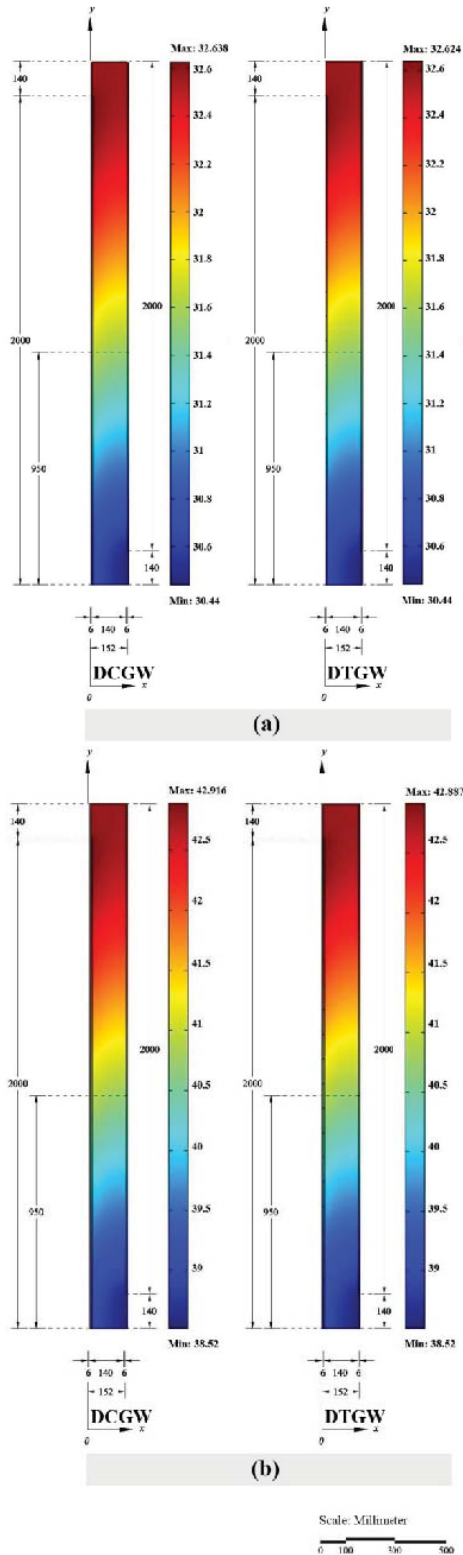 y
y
Max: 32.638
Max: 32.624
140
32.6
140
32.6
32.4
32.4
32.2
32.2
32
32
31.8
31.8
2000
2000
31.6
31.6
2000
2000
31.4
31.4
31.2
31.2
950
31
950
31
30.8
30.8
30.6
30.6
140
140
Min: 30.44
Min: 30.44
6 140 6
6 140 6
152
152
DCGW
DTGW
x
x
0
0
(a)
y
y
Max: 42.916
Max: 42.887
140
42.5
140
42.5
42
42
41.5
41.5
41
41
2000
2000
2000
2000
40.5
40.5
40
40
950
39.5
950
39.5
39
39
140
140
Min: 38.52
Min: 38.52
6 140 6
6 140 6
152
152
DCGW
DTGW
x
x
0
0
(b)
Scale: Millimeter
0 100 300 500